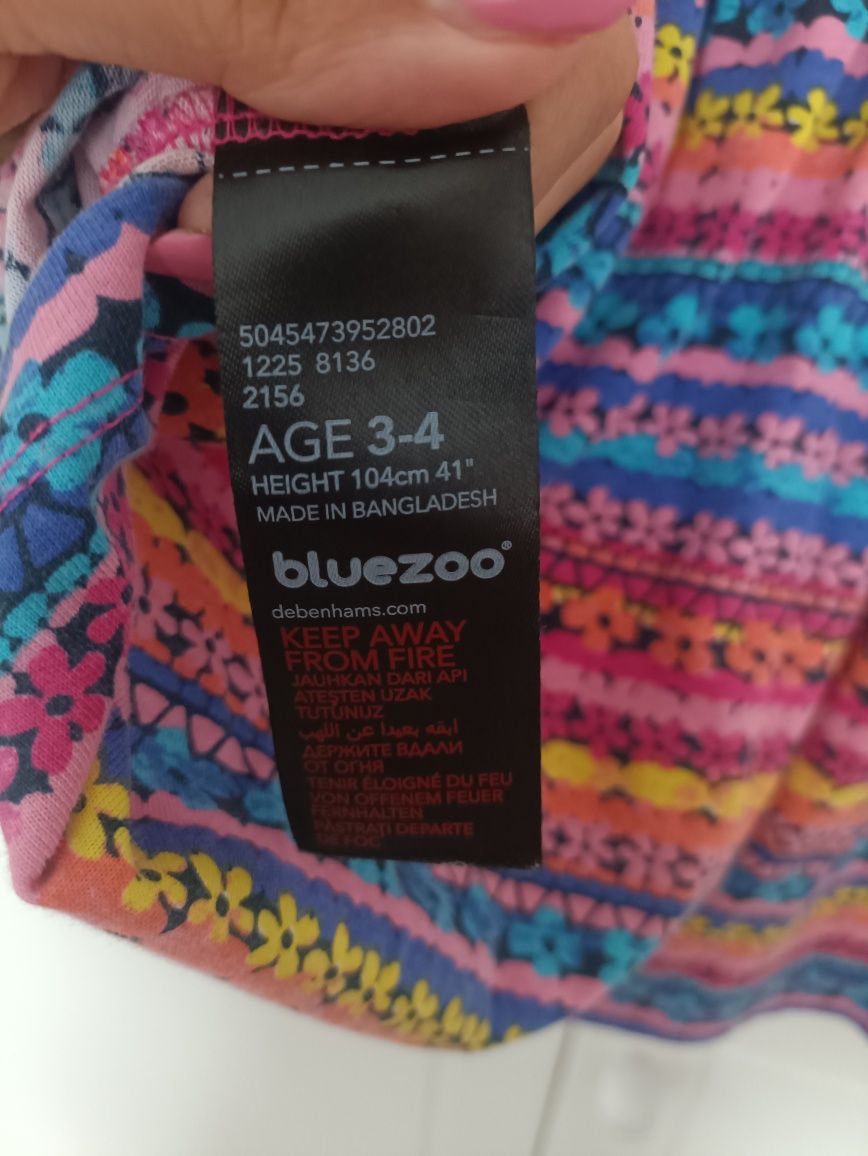 5045473952802
1225 8136
2156
AGE 3-4
HEIGHT 104cm 41"
MADE IN BANGLADESH
bluezoo®
debenhams.com
KEEP AWAY
FROM FIRE
JAUHKAN DARI API
ATEŞTEN UZAK
TUTUNUZ
ابقه بعيدا عن اللهب
ДЕРЖИТЕ ВДАЛИ
ОТ ОГНЯ
TENIR ÉLOIGNÉ DU FEU
VON OFFENEM FEUER
FERNHALTEN
PĂSTRAȚI DEPARTE
DE FOC